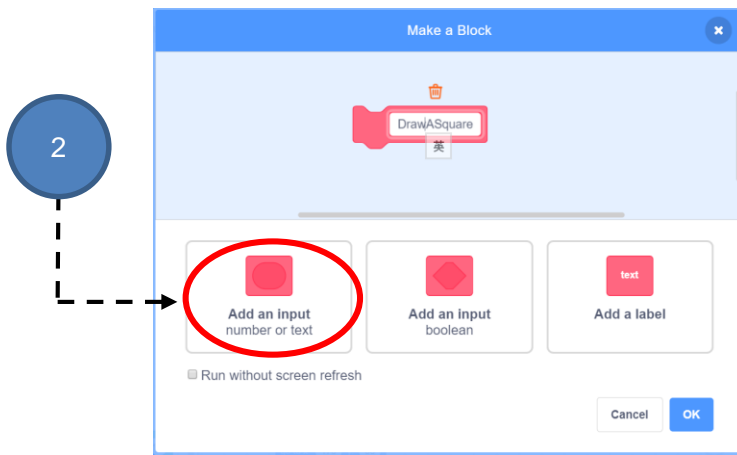 Make a Block
DrawASquare
英
2
text
Add an input
number or text
Add an input
boolean
Add a label
Run without screen refresh
Cancel
OK